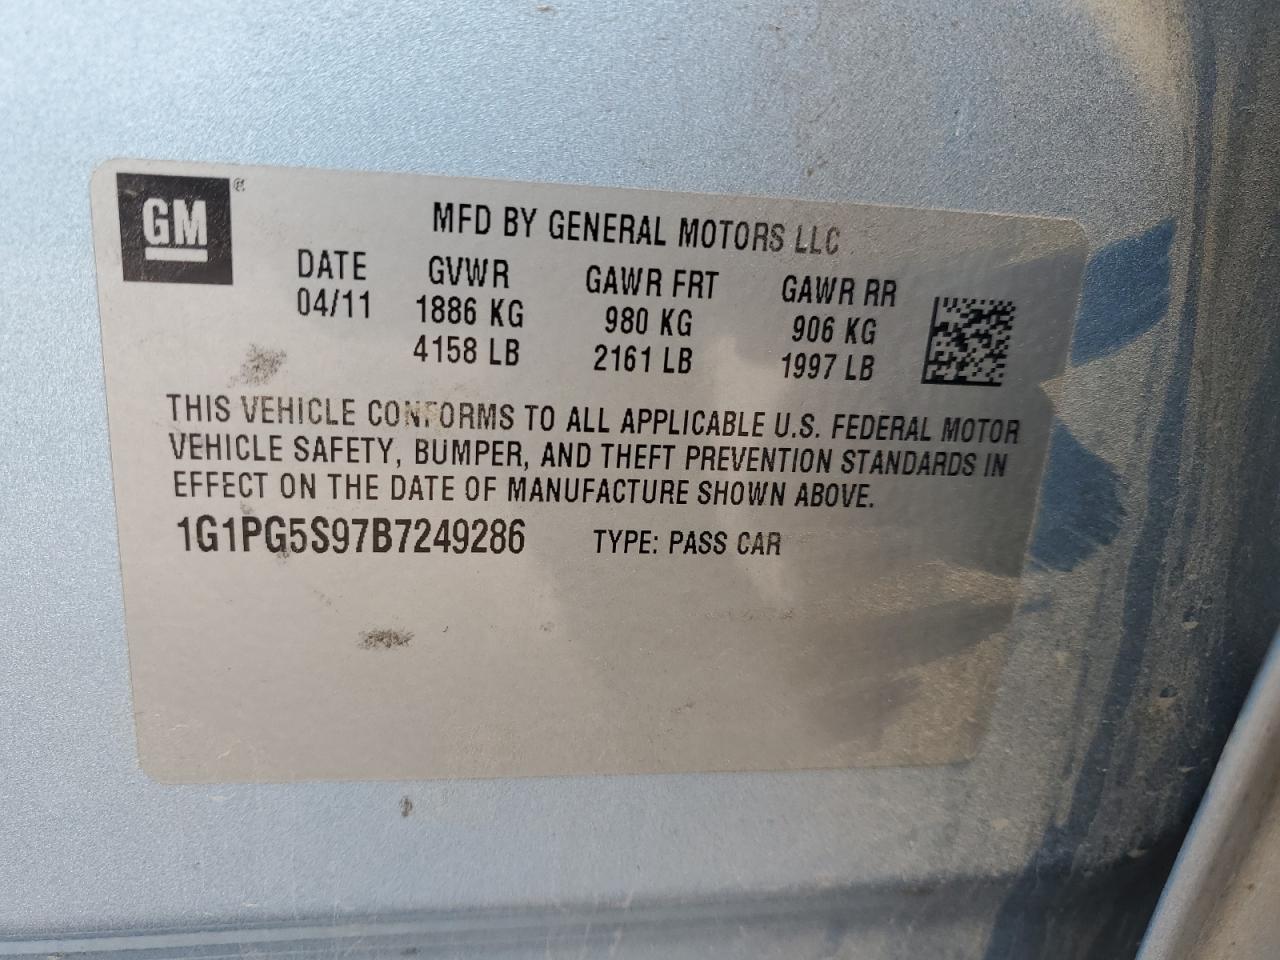 GM ®
MFD BY GENERAL MOTORS LLC
DATE GVWR GAWR FRT GAWR RR
04/11 1886 KG 980 KG 906 KG
4158 LB 2161 LB 1997 LB
THIS VEHICLE CONFORMS TO ALL APPLICABLE U.S. FEDERAL MOTOR
VEHICLE SAFETY, BUMPER, AND THEFT PREVENTION STANDARDS IN
EFFECT ON THE DATE OF MANUFACTURE SHOWN ABOVE.
1G1PG5S97B7249286 TYPE: PASS CAR